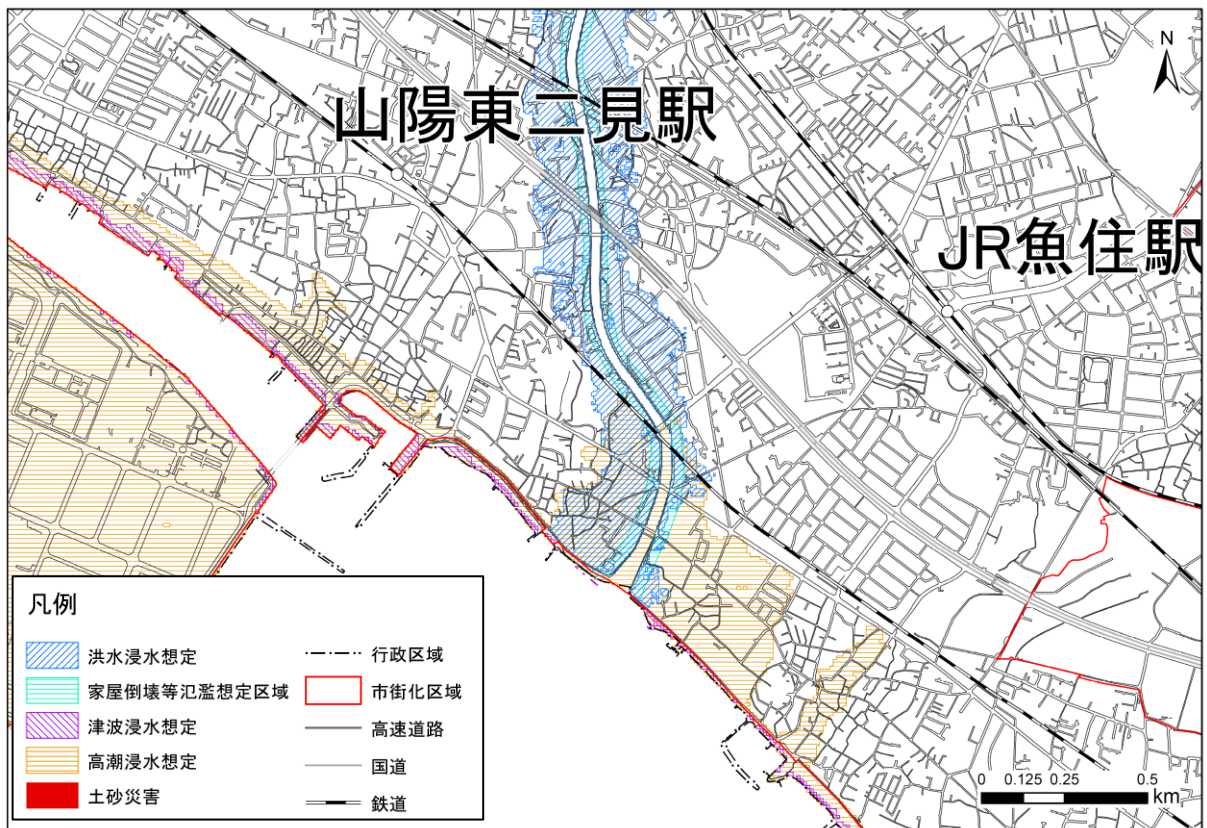 N
山陽東二見駅
JR魚住駅
凡例
洪水浸水想定
家屋倒壊等氾濫想定区域
津波浸水想定
高潮浸水想定
土砂災害
行政区域
市街化区域
高速道路
国道
鉄道
0 0.125 0.25 0.5
km